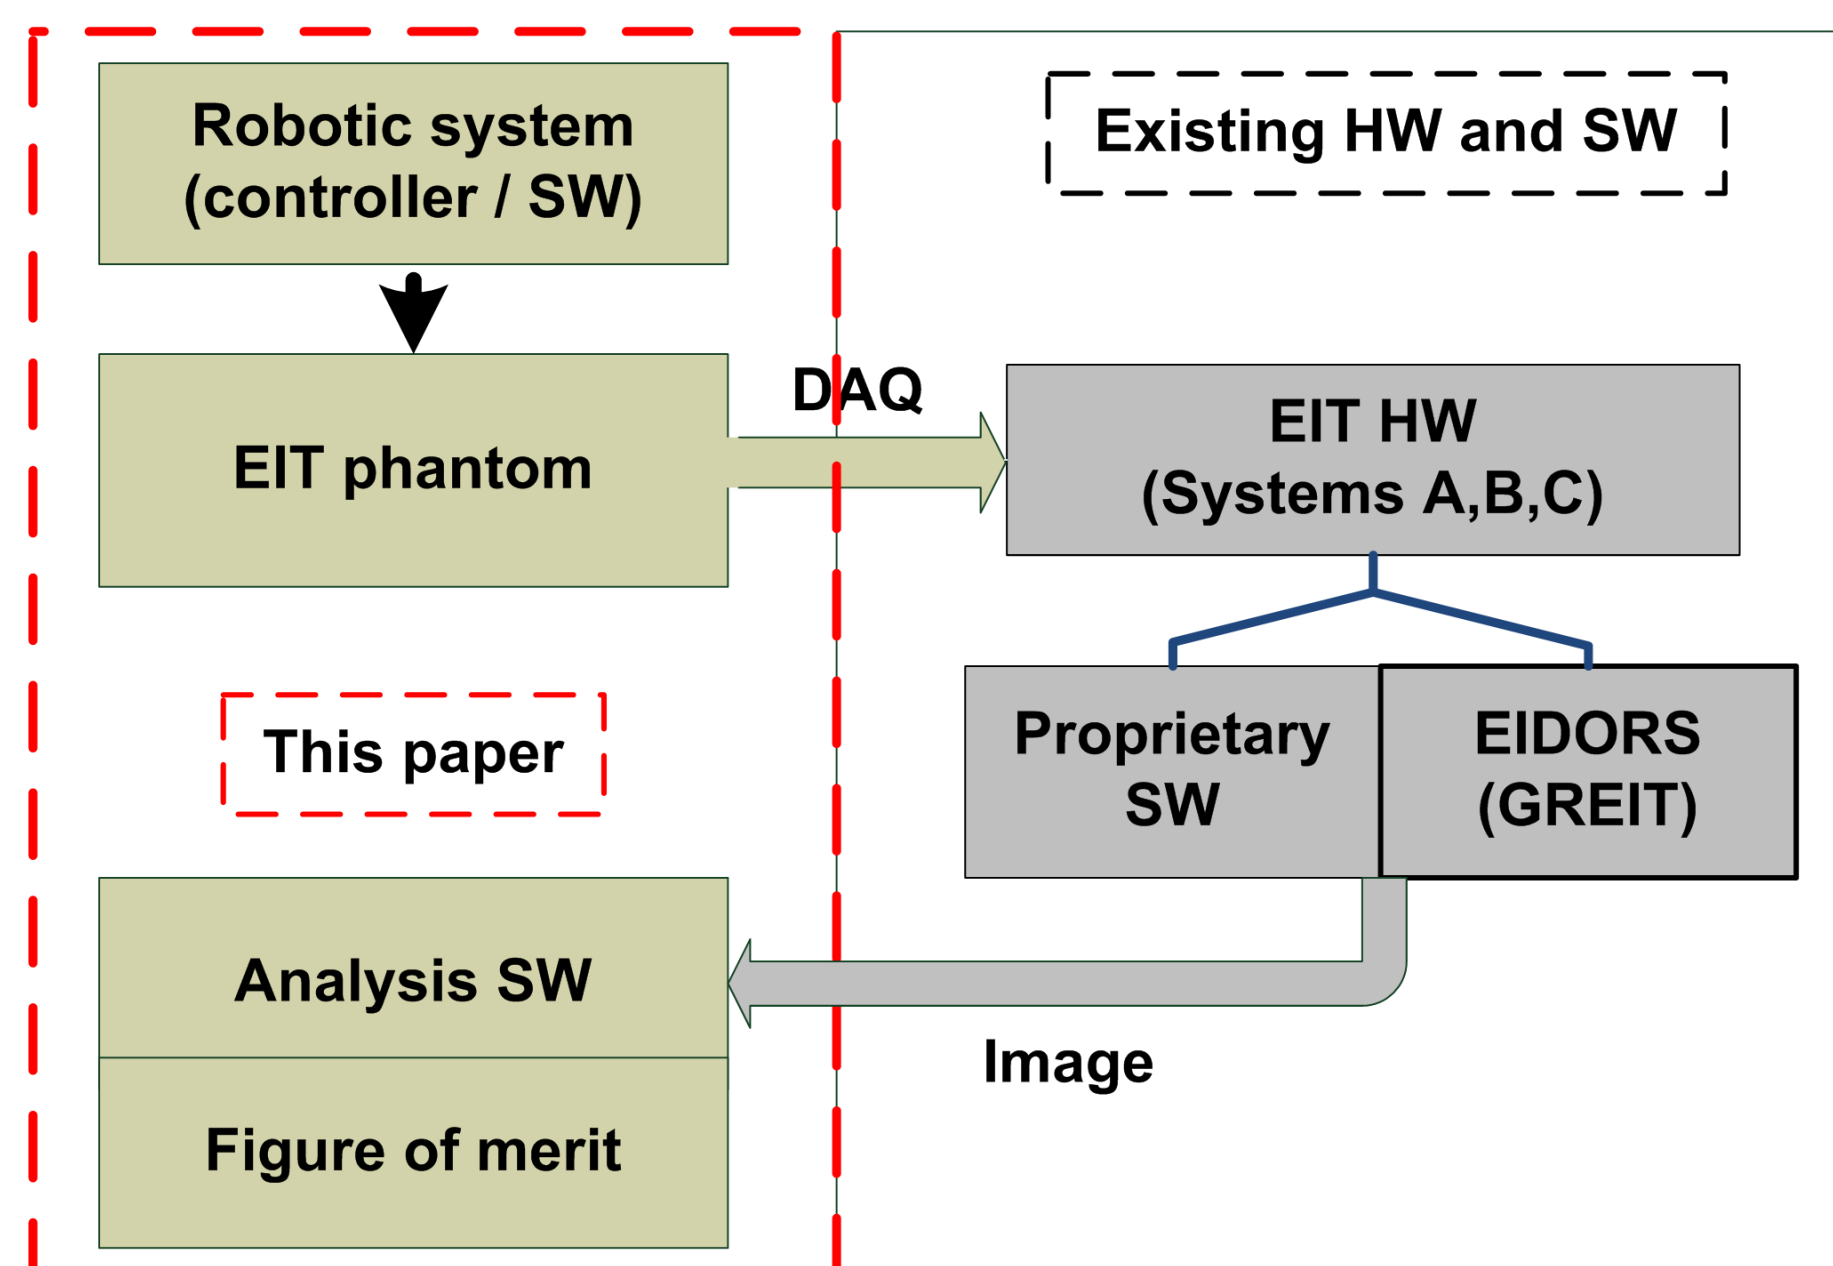 Robotic system
(controller / SW)
Existing HW and SW
EIT phantom
DAQ
EIT HW
(Systems A,B,C)
This paper
Proprietary
SW
EIDORS
(GREIT)
Analysis SW
Image
Figure of merit